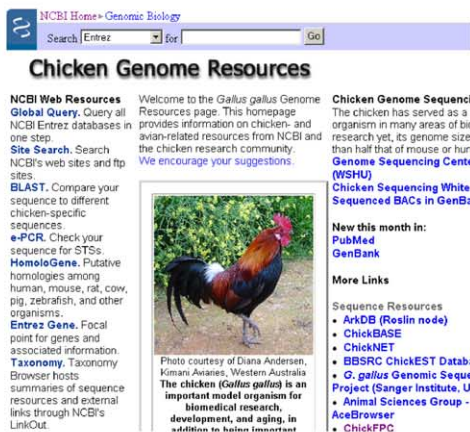 NCBI Home▸Genomic Biology
Search Entrez for Go
Chicken Genome Resources
NCBI Web Resources
Global Query. Query all
NCBI Entrez databases in
one step.
Site Search. Search
NCBI's web sites and ftp
sites.
BLAST. Compare your
sequence to different
chicken-specific
sequences.
e-PCR. Check your
sequence for STSs.
HomoloGene. Putative
homologies among
human, mouse, rat, cow,
pig, zebrafish, and other
organisms.
Entrez Gene. Focal
point for genes and
associated information.
Taxonomy. Taxonomy
Browser hosts
summaries of sequence
resources and external
links through NCBI's
LinkOut.
Welcome to the Gallus gallus Genome
Resources page. This homepage
provides information on chicken- and
avian-related resources from NCBI and
the chicken research community.
We encourage your suggestions.
Photo courtesy of Diana Andersen,
Kimani Aviaries, Western Australia
The chicken (Gallus gallus) is an
important model organism for
biomedical research,
development, and aging, in
addition to being important
Chicken Genome Sequenci
The chicken has served as a
organism in many areas of bio
research yet, its genome size
than half that of mouse or hum
Genome Sequencing Cente
(WSHU)
Chicken Sequencing White
Sequenced BACs in GenBa
New this month in:
PubMed
GenBank
More Links
Sequence Resources
• ArkDB (Roslin node)
• ChickBASE
• ChickNET
• BBSRC ChickEST Databa
• G. gallus Genomic Seque
Project (Sanger Institute, U
• Animal Sciences Group -
AceBrowser
• ChickFPC